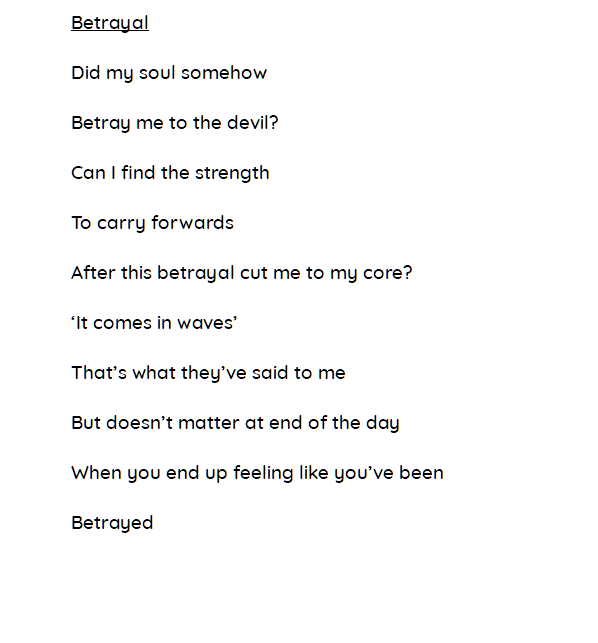 Betrayal
Did my soul somehow
Betray me to the devil?
Can I find the strength
To carry forwards
After this betrayal cut me to my core?
‘It comes in waves’
That’s what they’ve said to me
But doesn’t matter at end of the day
When you end up feeling like you’ve been
Betrayed